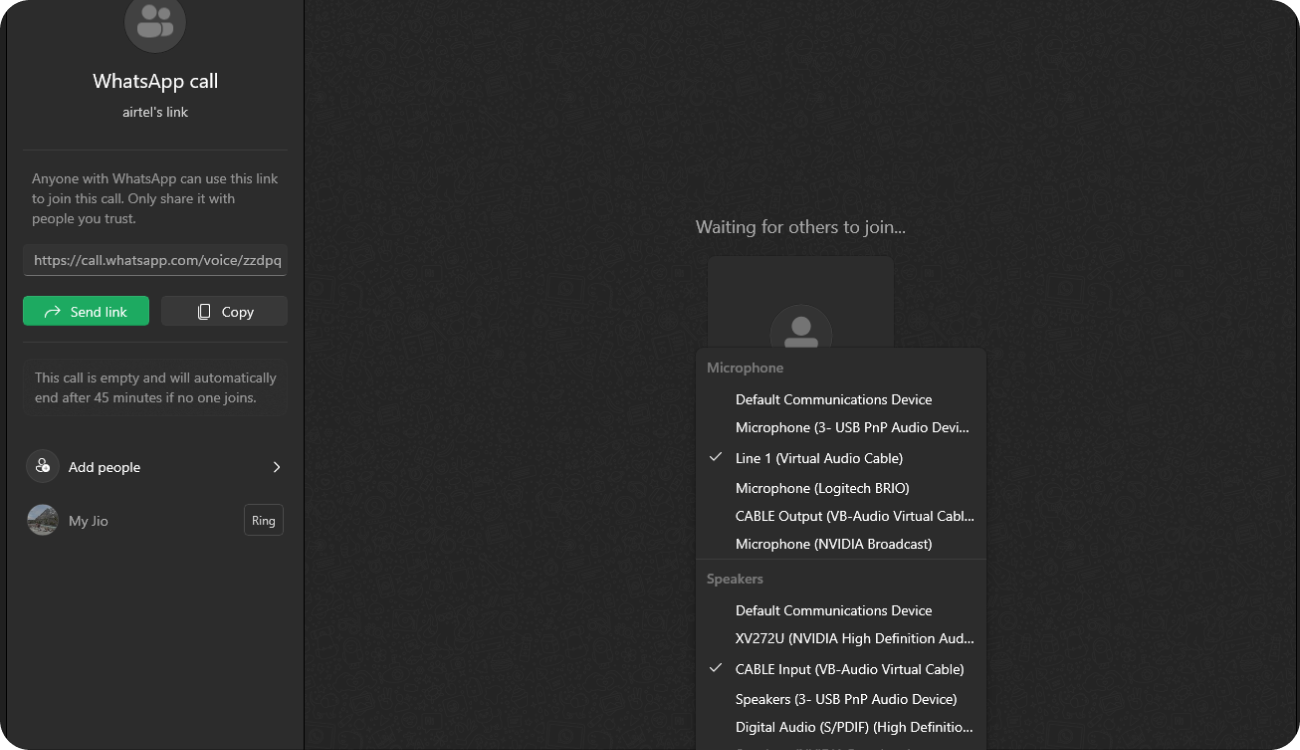 WhatsApp call
airtel's link
Anyone with WhatsApp can use this link
to join this call. Only share it with
people you trust.
https://call.whatsapp.com/voice/zzdpq
Send link
Copy
This call is empty and will automatically
end after 45 minutes if no one joins.
Add people
My Jio
Ring
Waiting for others to join...
Microphone
Default Communications Device
Microphone (3- USB PnP Audio Devi...
Line 1 (Virtual Audio Cable)
Microphone (Logitech BRIO)
CABLE Output (VB-Audio Virtual Cabl...
Microphone (NVIDIA Broadcast)
Speakers
Default Communications Device
XV272U (NVIDIA High Definition Aud...
CABLE Input (VB-Audio Virtual Cable)
Speakers (3- USB PnP Audio Device)
Digital Audio (S/PDIF) (High Definitio...